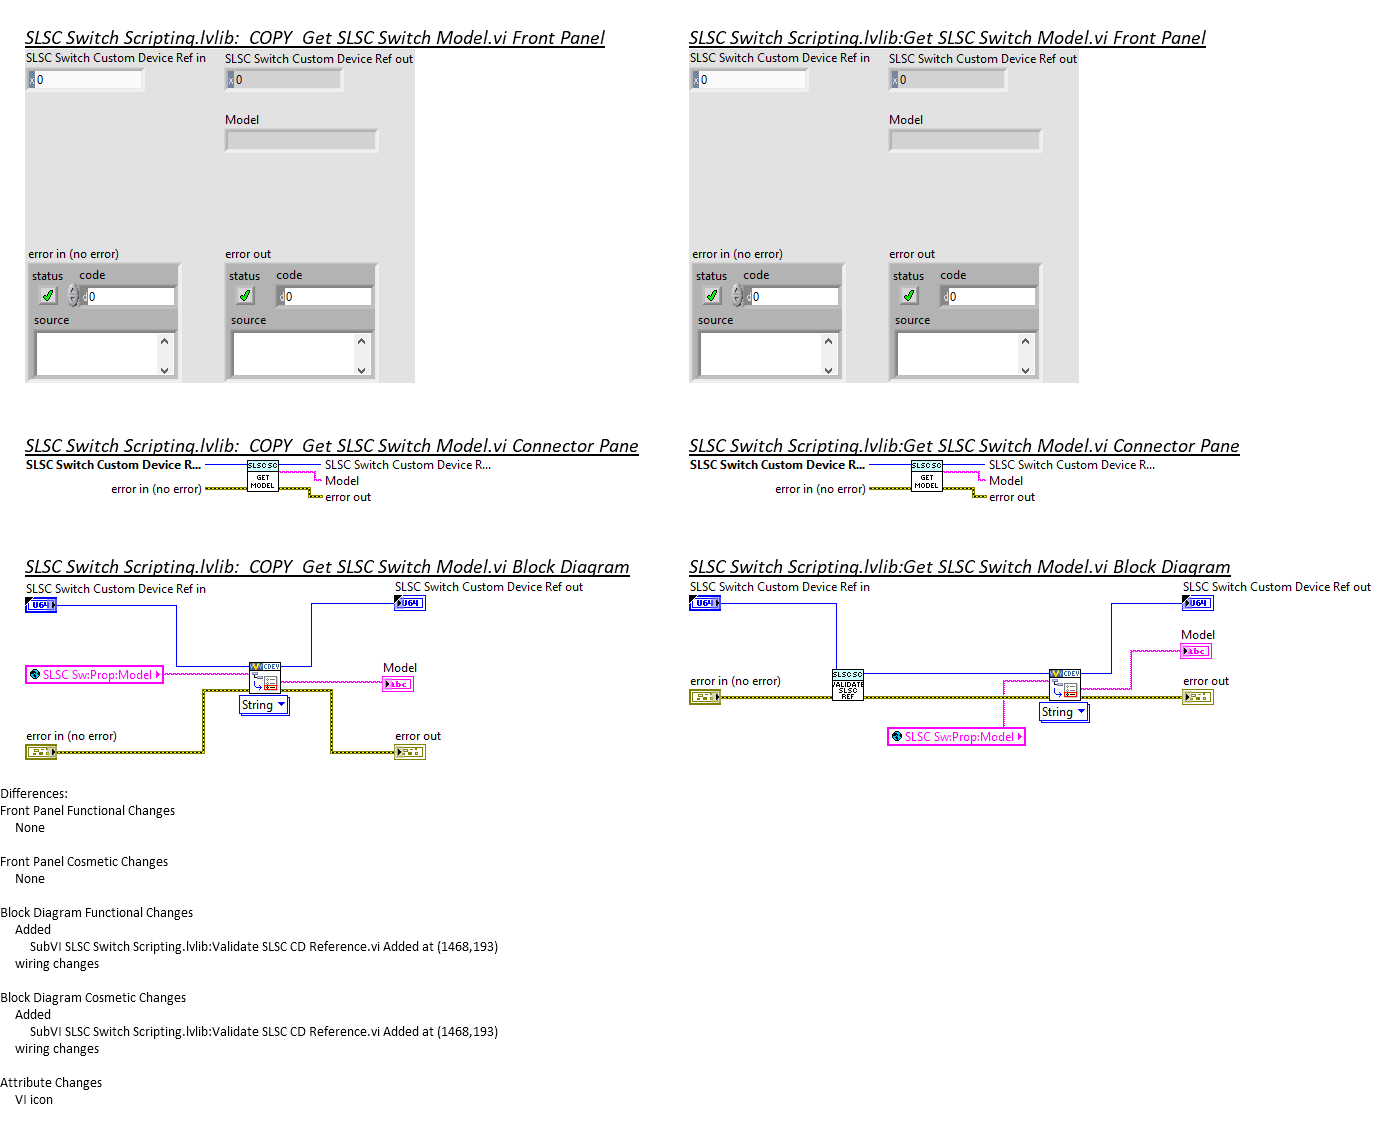 SLSC Switch Scripting.lvlib:  COPY  Get SLSC Switch Model.vi Front Panel
SLSC Switch Custom Device Ref in
SLSC Switch Custom Device Ref out
0
0
Model
error in (no error)
error out
status
code
status
code
d0
d0
source
source
SLSC Switch Scripting.lvlib:Get SLSC Switch Model.vi Front Panel
SLSC Switch Custom Device Ref in
SLSC Switch Custom Device Ref out
x0
x0
Model
error in (no error)
error out
status
code
status
code
d0
d0
source
source
SLSC Switch Scripting.lvlib:  COPY  Get SLSC Switch Model.vi Connector Pane
SLSC Switch Custom Device R...
SLSC SC
SLSC Switch Custom Device R...
GET
MODEL
Model
error in (no error)
error out
SLSC Switch Scripting.lvlib:Get SLSC Switch Model.vi Connector Pane
SLSC Switch Custom Device R...
SLSC SC
SLSC Switch Custom Device R...
GET
MODEL
Model
error in (no error)
error out
SLSC Switch Scripting.lvlib:  COPY  Get SLSC Switch Model.vi Block Diagram
SLSC Switch Custom Device Ref in
SLSC Switch Custom Device Ref out
U64
U64
SLSC Sw:Prop:Model
CDEV
Model
abc
String
error in (no error)
error out
SLSC Switch Scripting.lvlib:Get SLSC Switch Model.vi Block Diagram
SLSC Switch Custom Device Ref in
SLSC Switch Custom Device Ref out
U64
U64
Model
abc
error in (no error)
SLSC SC
VALIDATE
SLSC
REF
CDEV
error out
String
SLSC Sw:Prop:Model
Differences:
Front Panel Functional Changes
None
Front Panel Cosmetic Changes
None
Block Diagram Functional Changes
Added
SubVI SLSC Switch Scripting.lvlib:Validate SLSC CD Reference.vi Added at (1468,193)
wiring changes
Block Diagram Cosmetic Changes
Added
SubVI SLSC Switch Scripting.lvlib:Validate SLSC CD Reference.vi Added at (1468,193)
wiring changes
Attribute Changes
VI icon